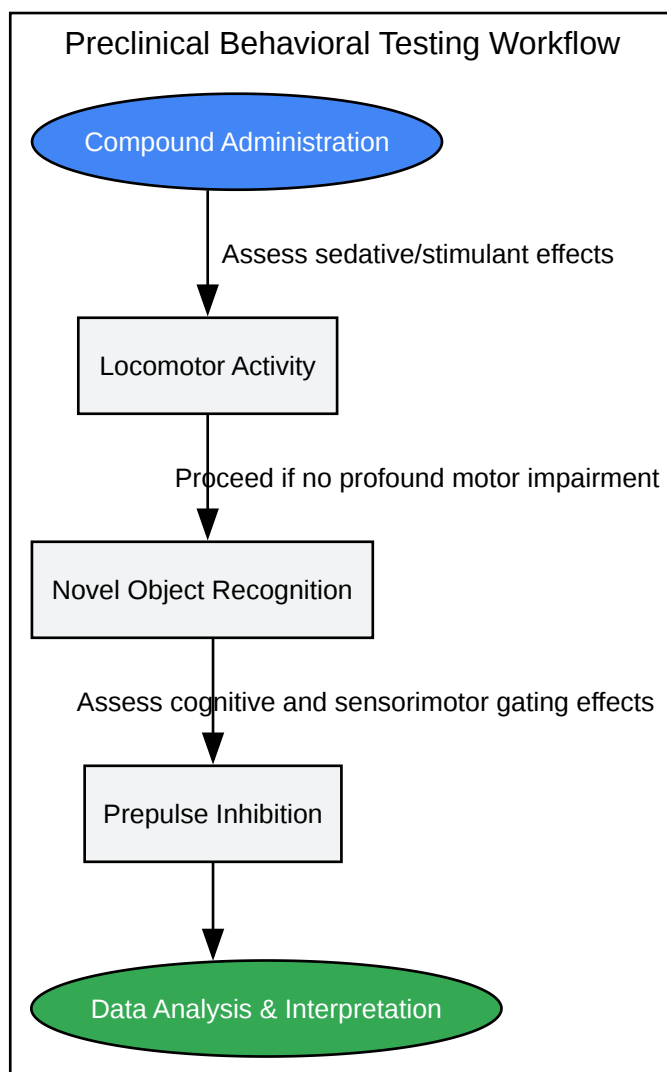 Preclinical Behavioral Testing Workflow
Compound Administration
Assess sedative/stimulant effects
Locomotor Activity
Proceed if no profound motor impairment
Novel Object Recognition
Assess cognitive and sensorimotor gating effects
Prepulse Inhibition
Data Analysis & Interpretation